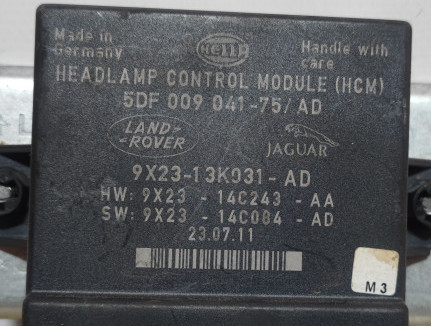 Made in
Germany
HELLA
Handle with
care
HEADLAMP CONTROL MODULE (HCM)
5DF 009 041-75/AD
LAND-
-ROVER
JAGUAR
9X23-13K031-AD
HW: 9X23 - 14C243 - AA
SW: 9X23 - 14C084 - AD
23.07.11
M3